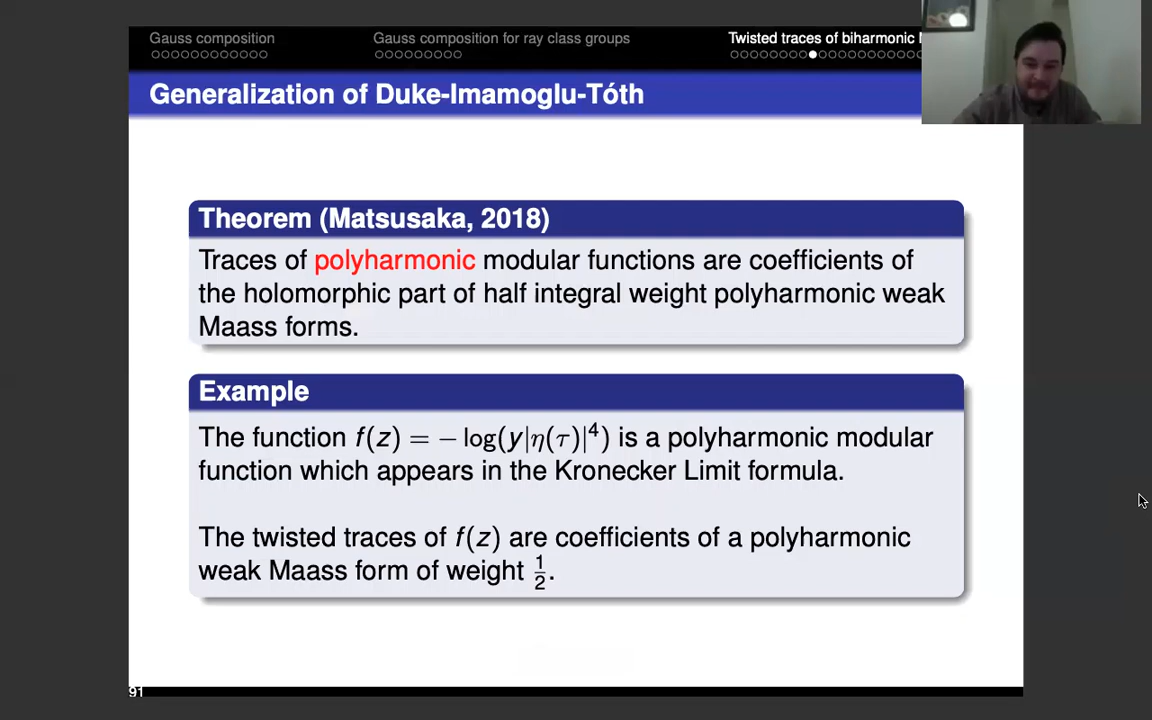 Gauss composition
Gauss composition for ray class groups
Twisted traces of biharmonic
Generalization of Duke-Imamoglu-Tóth
Theorem (Matsusaka, 2018)
Traces of polyharmonic modular functions are coefficients of
the holomorphic part of half integral weight polyharmonic weak
Maass forms.
Example
The function f(z) = − log(y|η(τ)|⁴) is a polyharmonic modular
function which appears in the Kronecker Limit formula.
The twisted traces of f(z) are coefficients of a polyharmonic
weak Maass form of weight 1/2.
91